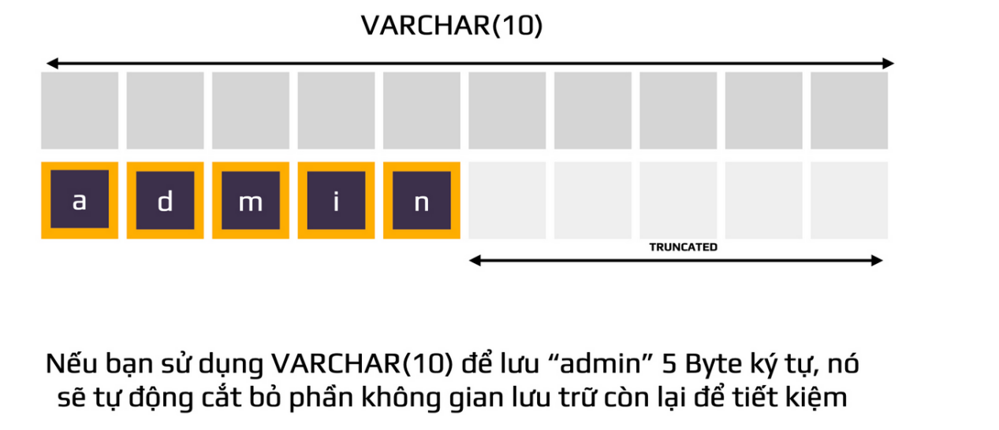 VARCHAR(10)
a d m i n
TRUNCATED
Nếu bạn sử dụng VARCHAR(10) để lưu “admin” 5 Byte ký tự, nó
sẽ tự động cắt bỏ phần không gian lưu trữ còn lại để tiết kiệm